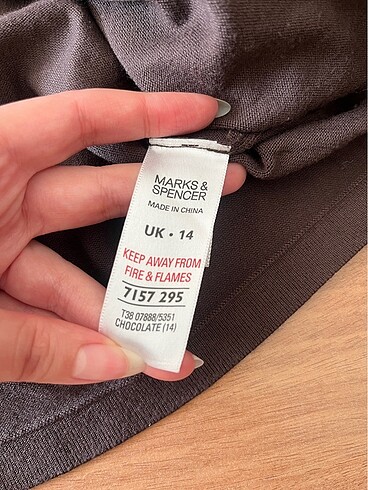 MARKS &
SPENCER
MADE IN CHINA
UK • 14
KEEP AWAY FROM
FIRE & FLAMES
7157 295
T38 07888/5351
CHOCOLATE (14)